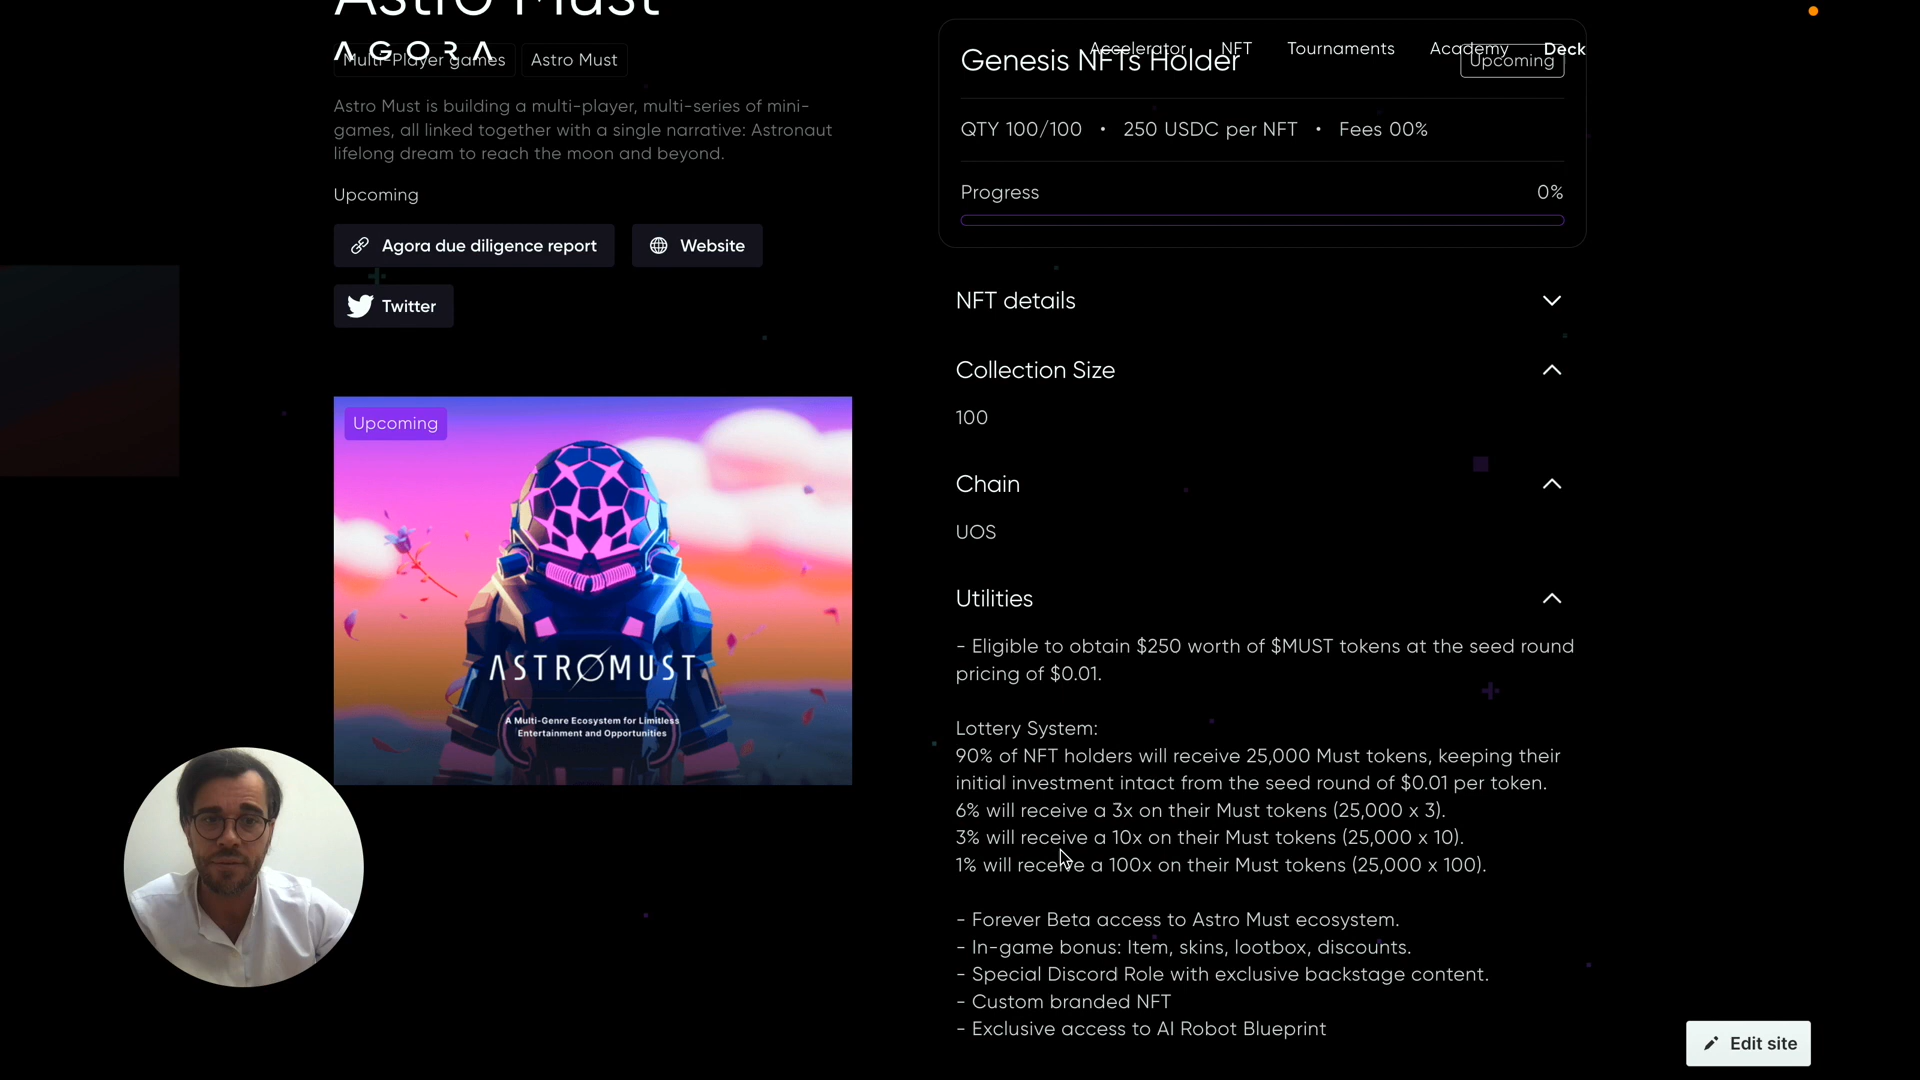 Astro Must
AGORA
Accelerator NFT Tournaments Academy Deck
Multi-Player games Astro Must
Astro Must is building a multi-player, multi-series of mini-
games, all linked together with a single narrative: Astronaut
lifelong dream to reach the moon and beyond.
Upcoming
Agora due diligence report Website
Twitter
Upcoming
ASTROMUST
A Multi-Genre Ecosystem for Limitless
Entertainment and Opportunities
Genesis NFTs Holder Upcoming
QTY 100/100 • 250 USDC per NFT • Fees 00%
Progress 0%
NFT details
Collection Size
100
Chain
UOS
Utilities
- Eligible to obtain $250 worth of $MUST tokens at the seed round
pricing of $0.01.
Lottery System:
90% of NFT holders will receive 25,000 Must tokens, keeping their
initial investment intact from the seed round of $0.01 per token.
6% will receive a 3x on their Must tokens (25,000 x 3).
3% will receive a 10x on their Must tokens (25,000 x 10).
1% will receive a 100x on their Must tokens (25,000 x 100).
- Forever Beta access to Astro Must ecosystem.
- In-game bonus: Item, skins, lootbox, discounts.
- Special Discord Role with exclusive backstage content.
- Custom branded NFT
- Exclusive access to AI Robot Blueprint
Edit site